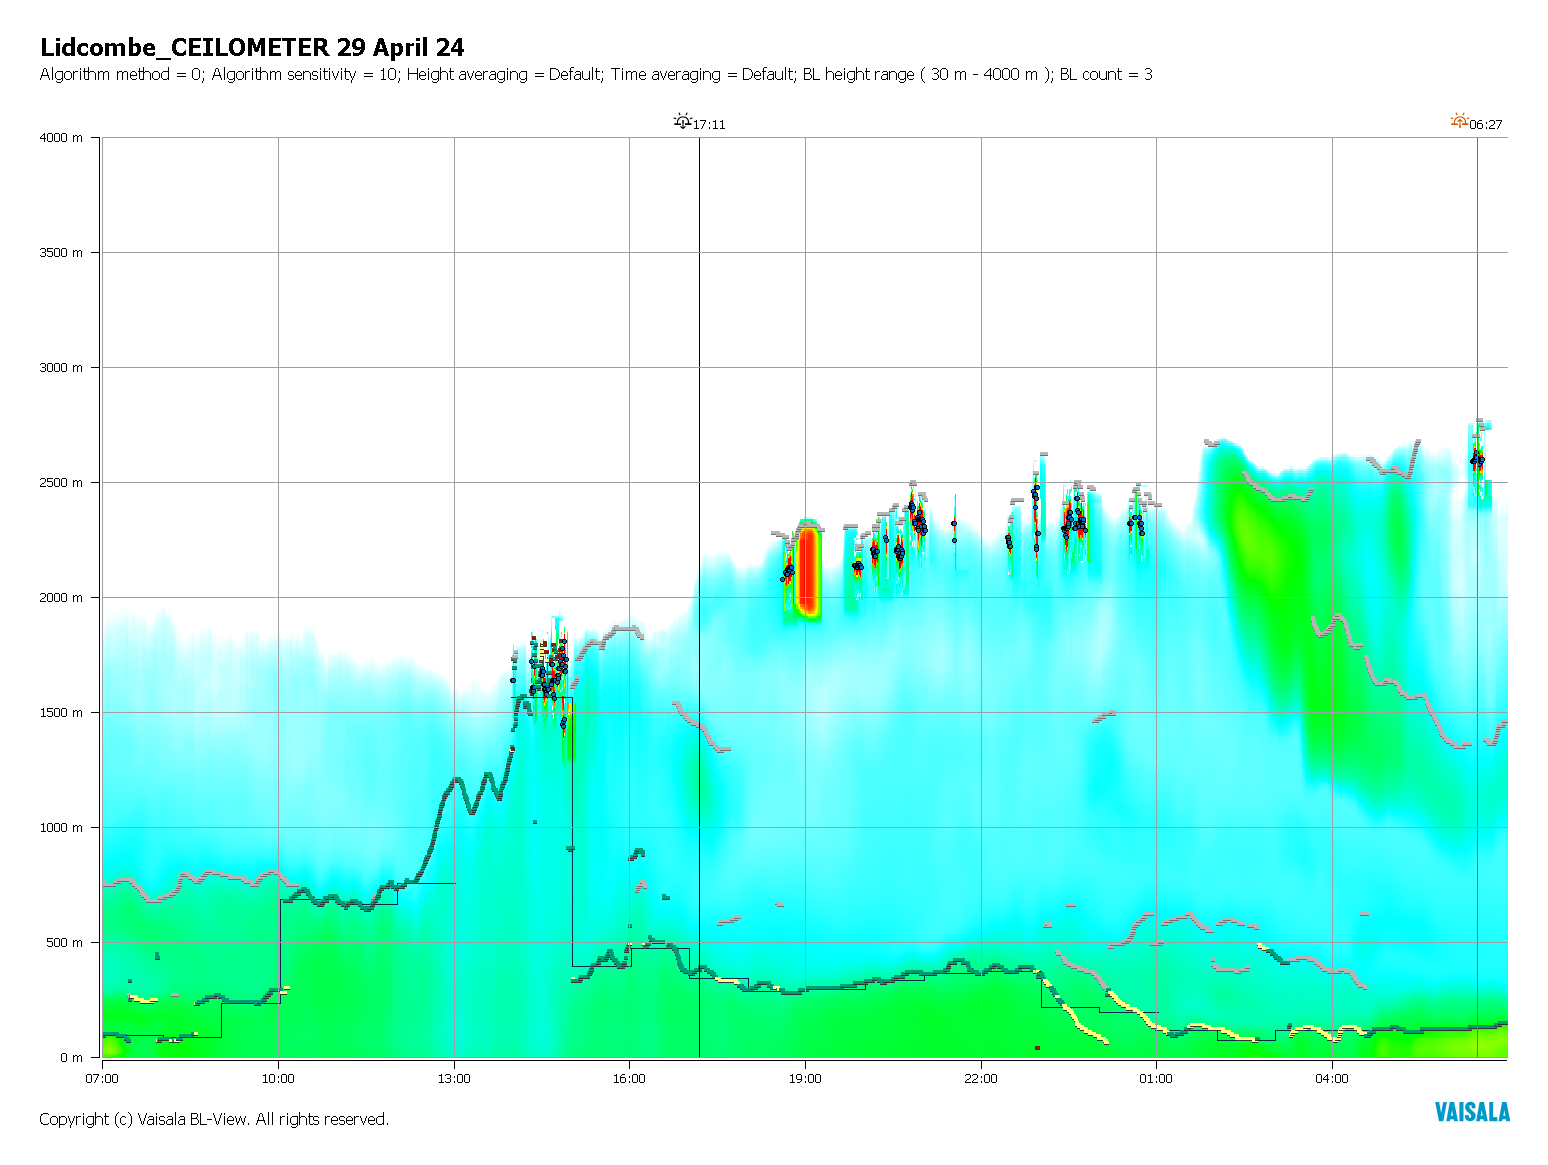 Lidcombe_CEILOMETER 29 April 24
Algorithm method = 0; Algorithm sensitivity = 10; Height averaging = Default; Time averaging = Default; BL height range ( 30 m - 4000 m ); BL count = 3
17:11
06:27
4000 m
3500 m
3000 m
2500 m
2000 m
1500 m
1000 m
500 m
0 m
07:00
10:00
13:00
16:00
19:00
22:00
01:00
04:00
Copyright (c) Vaisala BL-View. All rights reserved.
VAISALA